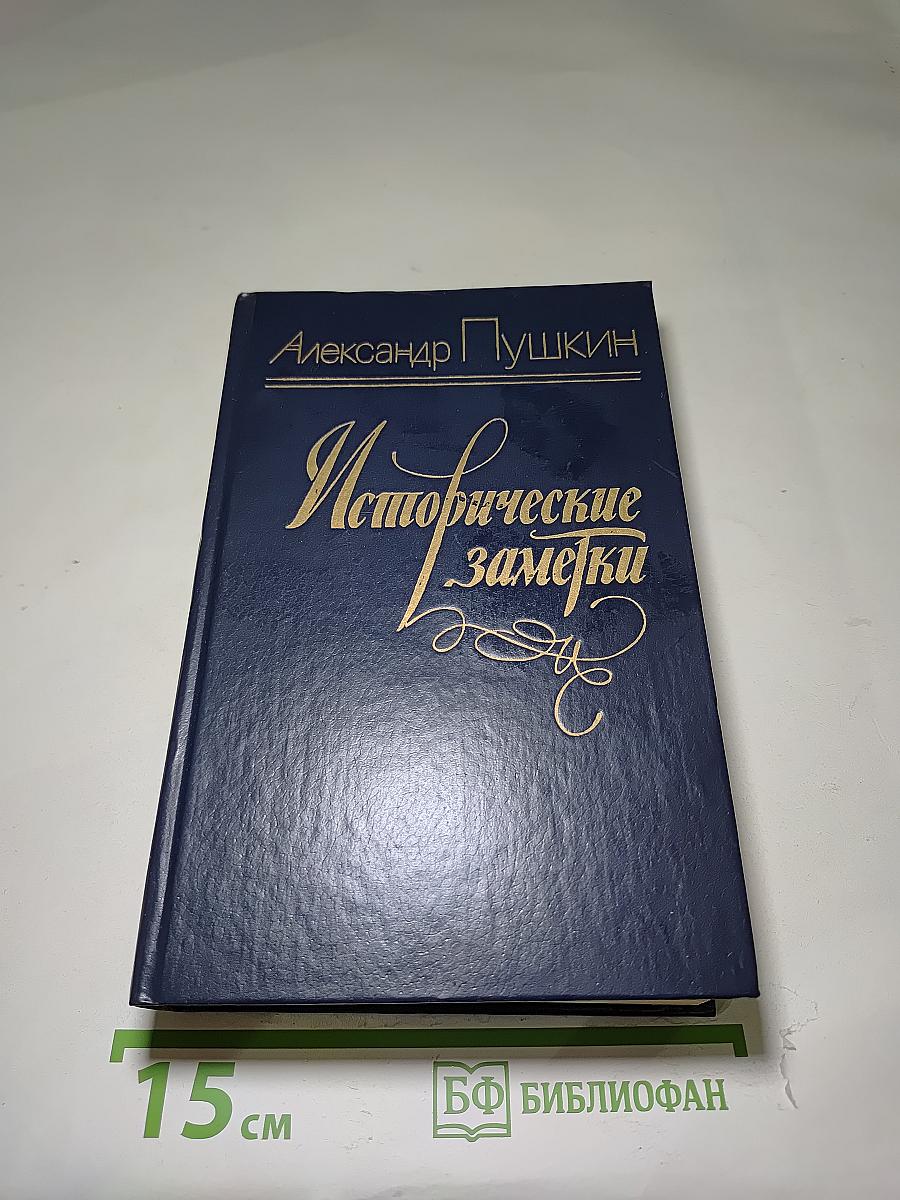 Александр Пушкин
Исторические
заметки
15 см
БФ БИБЛИОФАН